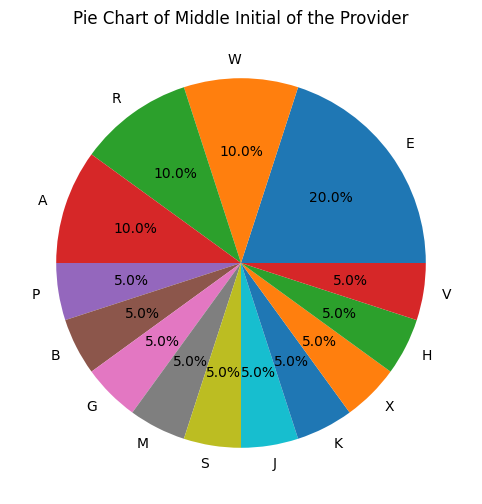 Pie Chart of Middle Initial of the Provider
W
R
E
10.0%
10.0%
20.0%
A
10.0%
P
5.0%
5.0%
V
B
5.0%
5.0%
H
G
5.0%
5.0%
X
M
5.0%
5.0%
K
S
5.0%
5.0%
J